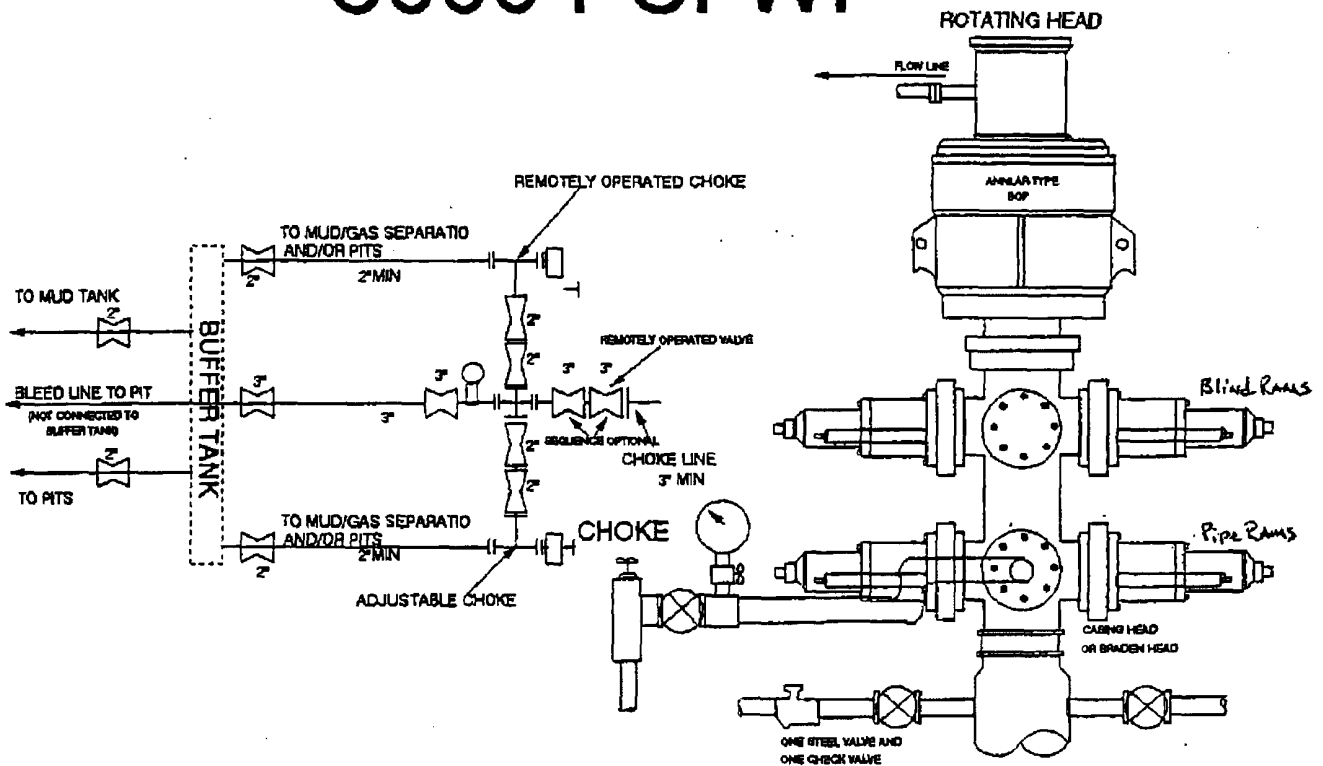 ROTATING HEAD
FLOW LINE
ANNLAR TYPE
BOP
REMOTELY OPERATED CHOKE
TO MUD/GAS SEPARATIO
AND/OR PITS
2" MIN
2"
TO MUD TANK
2"
BUFFER TANK
2"
2"
REMOTELY OPERATED VALVE
3"
3"
3"
3"
3"
BLEED LINE TO PIT
(NOT CONNECTED TO
BUFFER TANK)
SEQUENCE OPTIONAL
CHOKE LINE
3" MIN
2"
2"
2"
TO PITS
TO MUD/GAS SEPARATIO
AND/OR PITS
2" MIN
2"
CHOKE
ADJUSTABLE CHOKE
Blind Rams
Pipe Rams
CASING HEAD
OR BRADEN HEAD
ONE STEEL VALVE AND
ONE CHECK VALVE